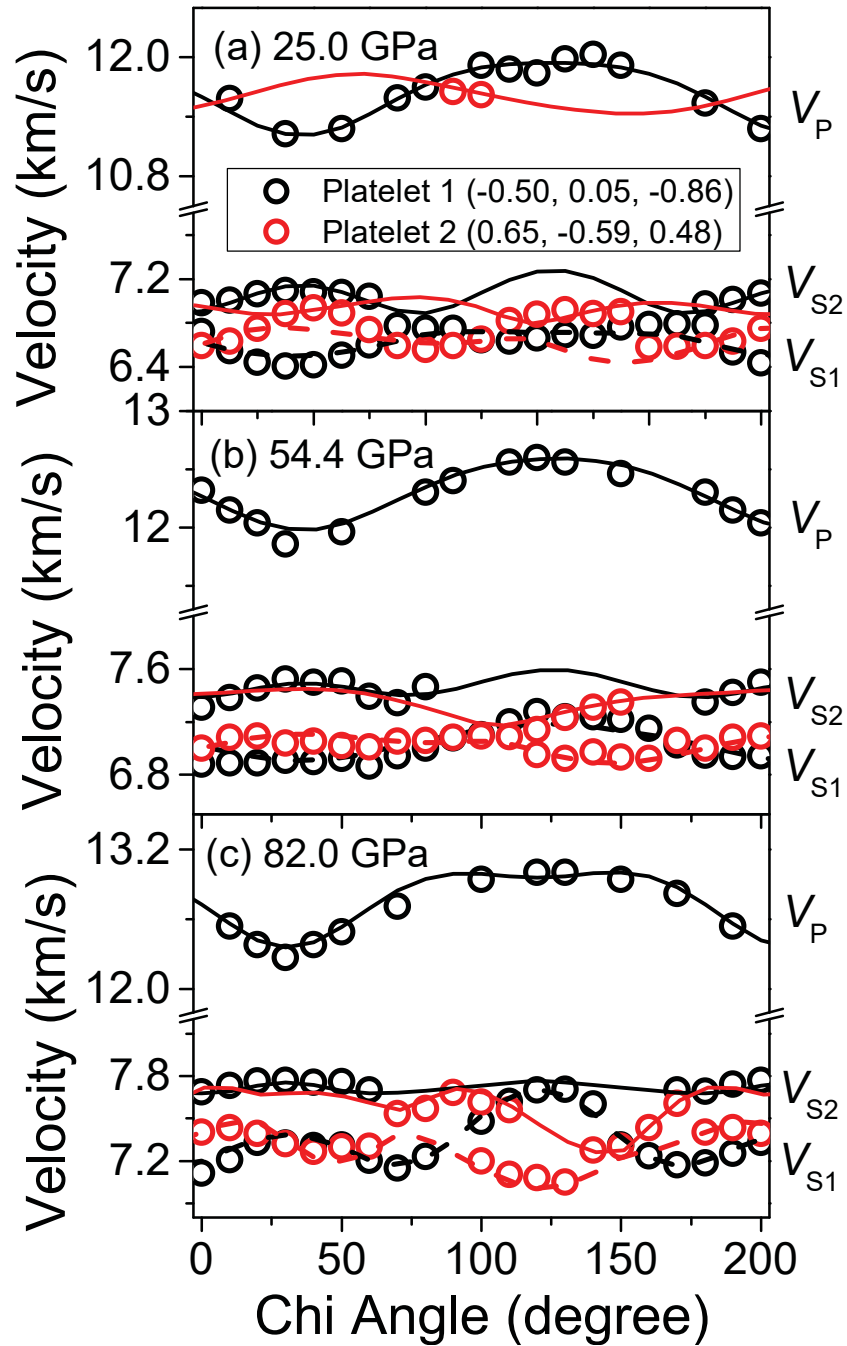 (a) 25.0 GPa
12.0
10.8
7.2
6.4
Velocity (km/s)
V_P
V_S2
V_S1
Platelet 1 (-0.50, 0.05, -0.86)
Platelet 2 (0.65, -0.59, 0.48)
13
(b) 54.4 GPa
12
7.6
6.8
Velocity (km/s)
V_P
V_S2
V_S1
(c) 82.0 GPa
13.2
12.0
7.8
7.2
Velocity (km/s)
V_P
V_S2
V_S1
0 50 100 150 200
Chi Angle (degree)